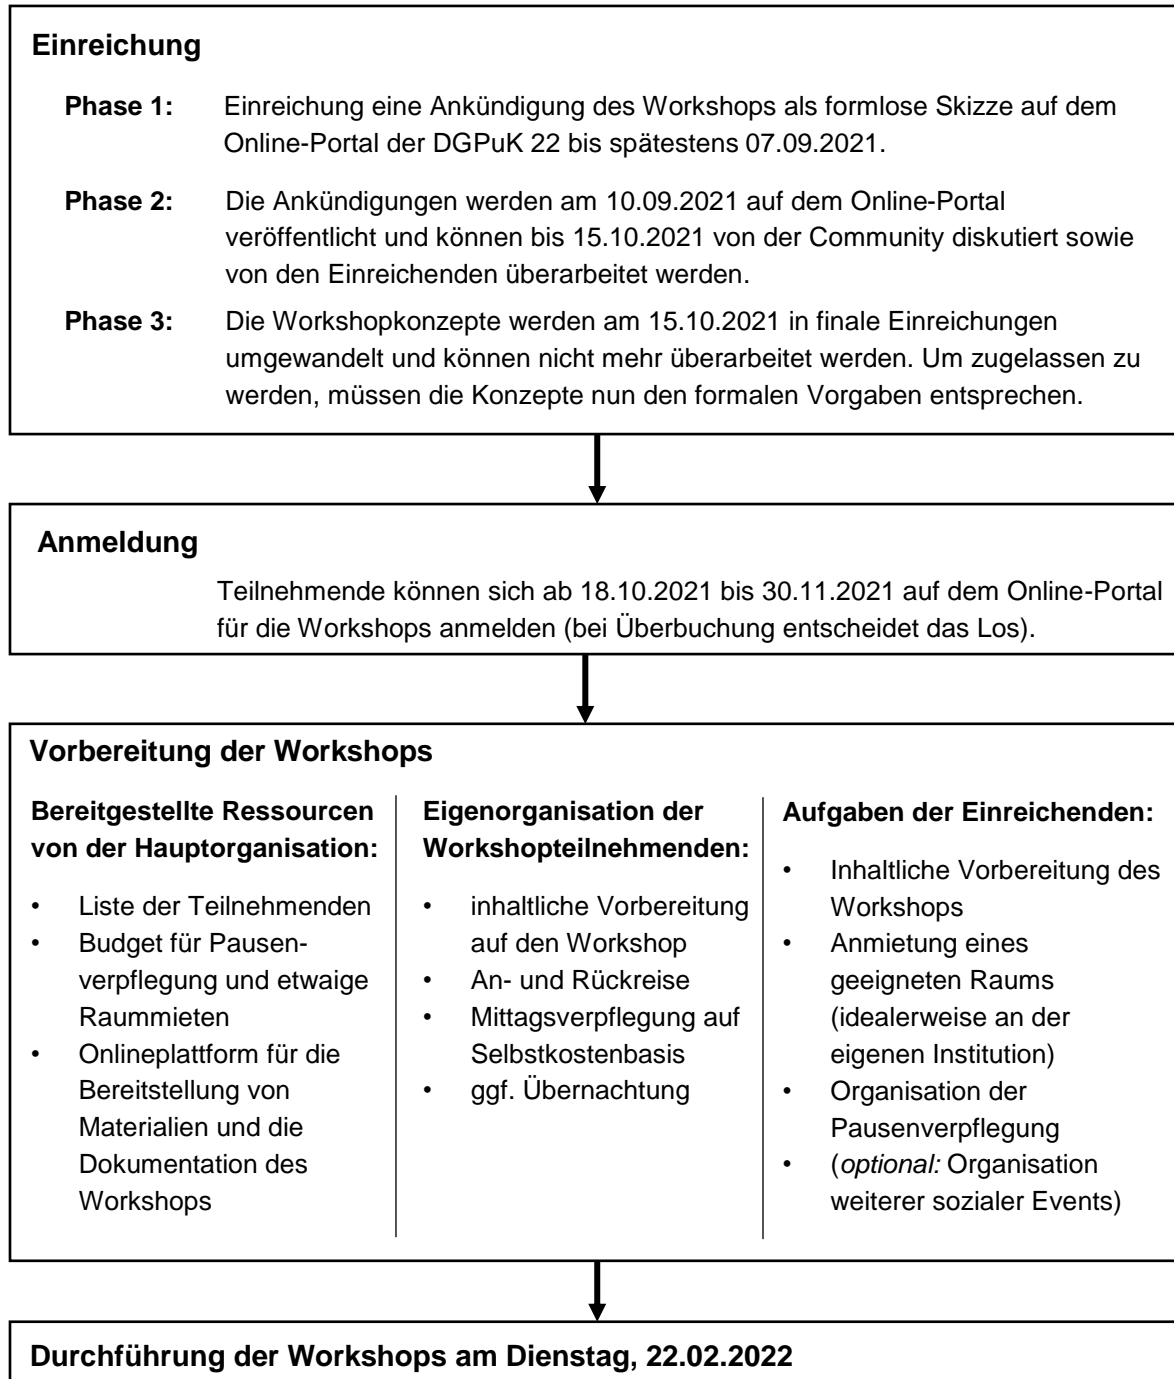 Einreichung
Phase 1: Einreichung eine Ankündigung des Workshops als formlose Skizze auf dem
Online-Portal der DGPuK 22 bis spätestens 07.09.2021.
Phase 2: Die Ankündigungen werden am 10.09.2021 auf dem Online-Portal
veröffentlicht und können bis 15.10.2021 von der Community diskutiert sowie
von den Einreichenden überarbeitet werden.
Phase 3: Die Workshopkonzepte werden am 15.10.2021 in finale Einreichungen
umgewandelt und können nicht mehr überarbeitet werden. Um zugelassen zu
werden, müssen die Konzepte nun den formalen Vorgaben entsprechen.
Anmeldung
Teilnehmende können sich ab 18.10.2021 bis 30.11.2021 auf dem Online-Portal
für die Workshops anmelden (bei Überbuchung entscheidet das Los).
Vorbereitung der Workshops
Bereitgestellte Ressourcen
von der Hauptorganisation:
• Liste der Teilnehmenden
• Budget für Pausen-
verpflegung und etwaige
Raummieten
• Onlineplattform für die
Bereitstellung von
Materialien und die
Dokumentation des
Workshops
Eigenorganisation der
Workshopteilnehmenden:
• inhaltliche Vorbereitung
auf den Workshop
• An- und Rückreise
• Mittagsverpflegung auf
Selbstkostenbasis
• ggf. Übernachtung
Aufgaben der Einreichenden:
• Inhaltliche Vorbereitung des
Workshops
• Anmietung eines
geeigneten Raums
(idealerweise an der
eigenen Institution)
• Organisation der
Pausenverpflegung
• (optional: Organisation
weiterer sozialer Events)
Durchführung der Workshops am Dienstag, 22.02.2022